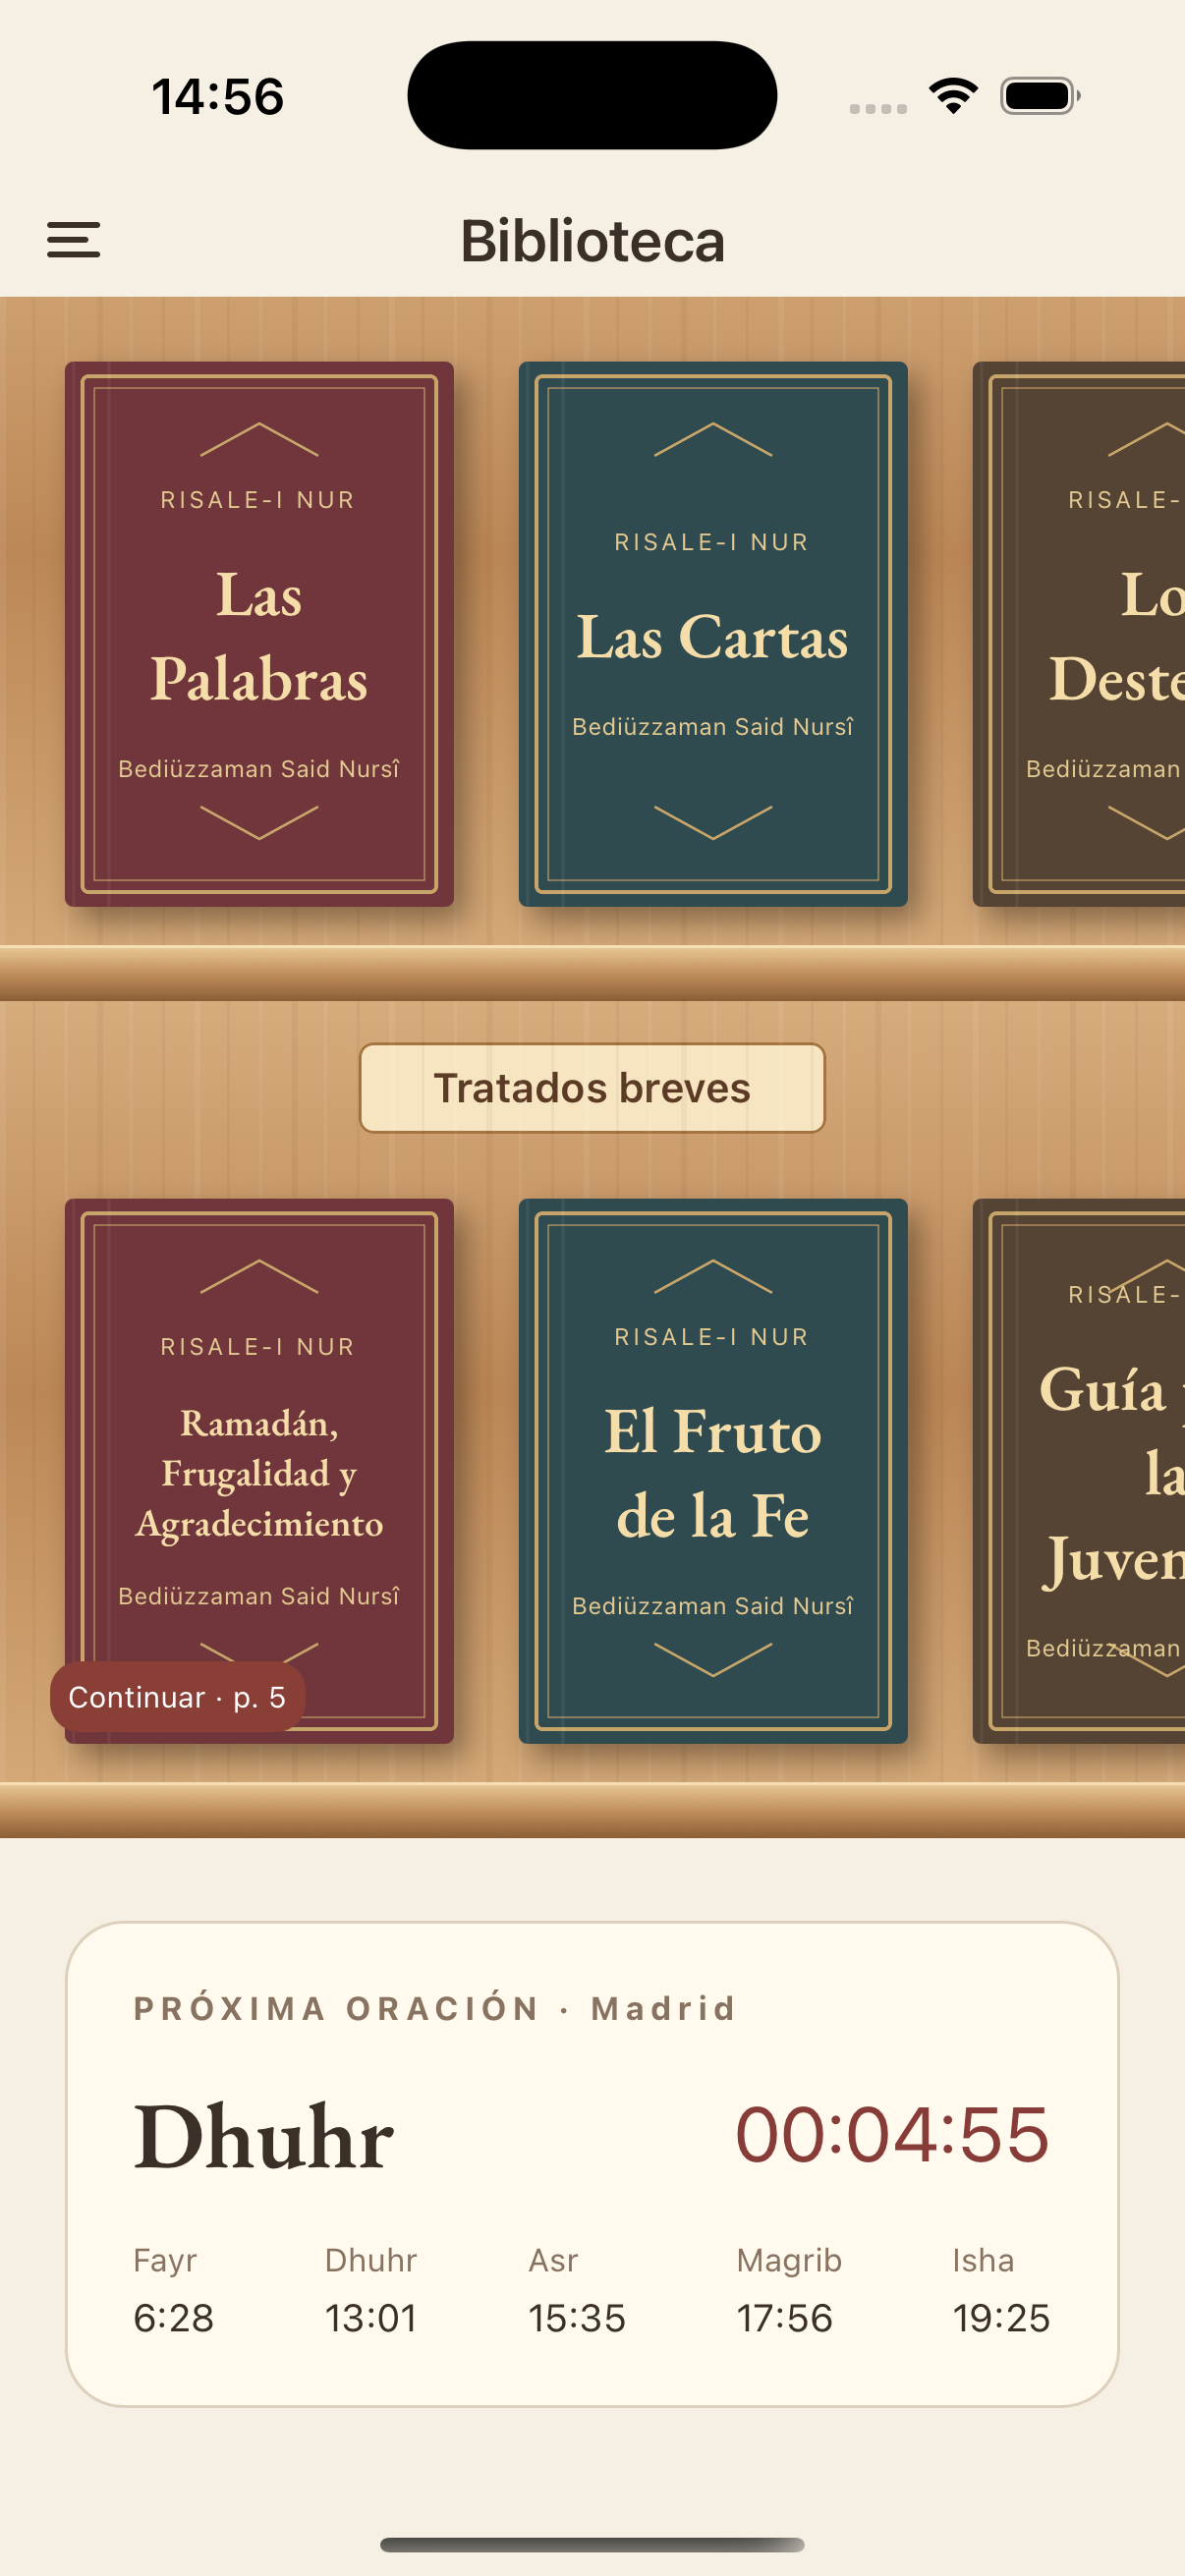 14:56
Biblioteca
RISALE-I NUR
Las
Palabras
Bediüzzaman Said Nursî
RISALE-I NUR
Las Cartas
Bediüzzaman Said Nursî
RISALE-
Lo
Deste
Bediüzzaman
Tratados breves
RISALE-I NUR
Ramadán,
Frugalidad y
Agradecimiento
Bediüzzaman Said Nursî
Continuar · p. 5
RISALE-I NUR
El Fruto
de la Fe
Bediüzzaman Said Nursî
RISALE-
Guía
la
Juven
Bediüzzaman
PRÓXIMA ORACIÓN · Madrid
Dhuhr
00:04:55
Fayr Dhuhr Asr Magrib Isha
6:28 13:01 15:35 17:56 19:25